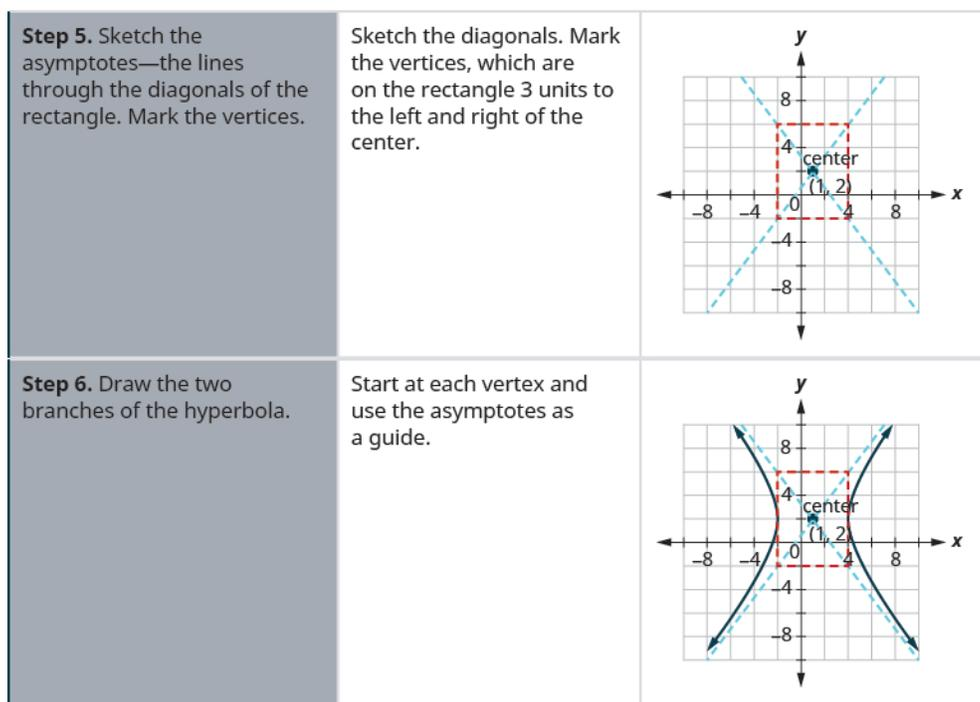 Step 5. Sketch the
asymptotes—the lines
through the diagonals of the
rectangle. Mark the vertices.
Sketch the diagonals. Mark
the vertices, which are
on the rectangle 3 units to
the left and right of the
center.
y
8
4
center
(1, 2)
x
–8 –4 0 4 8
–4
–8
Step 6. Draw the two
branches of the hyperbola.
Start at each vertex and
use the asymptotes as
a guide.
y
8
4
center
(1, 2)
x
–8 –4 0 4 8
–4
–8